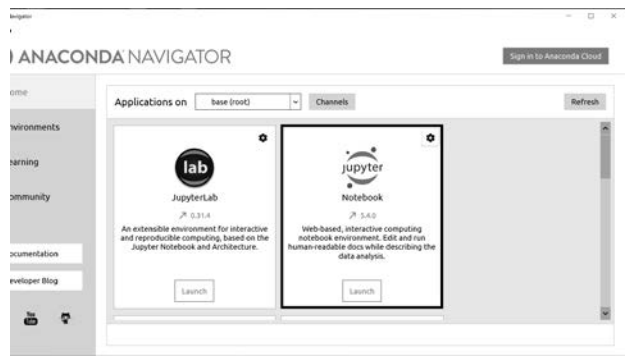 Navigator
ANACONDA NAVIGATOR
Sign in to Anaconda Cloud
ome
nvironments
earning
ommunity
ocumentation
eveloper Blog
You Tube
Applications on base (root) Channels Refresh
lab
JupyterLab
0.31.4
An extensible environment for interactive
and reproducible computing, based on the
Jupyter Notebook and Architecture.
Launch
jupyter
Notebook
5.4.0
Web-based, interactive computing
notebook environment. Edit and run
human-readable docs while describing the
data analysis.
Launch